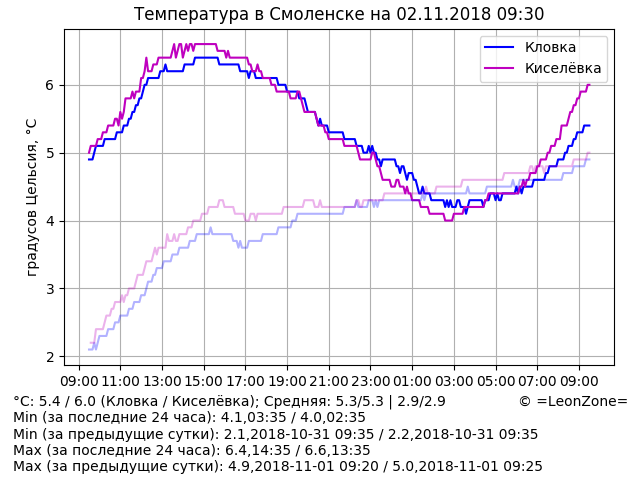 Температура в Смоленске на 02.11.2018 09:30
Кловка
Киселёвка
градусов Цельсия, °C
6
5
4
3
2
09:00 11:00 13:00 15:00 17:00 19:00 21:00 23:00 01:00 03:00 05:00 07:00 09:00
°C: 5.4 / 6.0 (Кловка / Киселёвка); Средняя: 5.3/5.3 | 2.9/2.9 © =LeonZone=
Min (за последние 24 часа): 4.1,03:35 / 4.0,02:35
Min (за предыдущие сутки): 2.1,2018-10-31 09:35 / 2.2,2018-10-31 09:35
Max (за последние 24 часа): 6.4,14:35 / 6.6,13:35
Max (за предыдущие сутки): 4.9,2018-11-01 09:20 / 5.0,2018-11-01 09:25